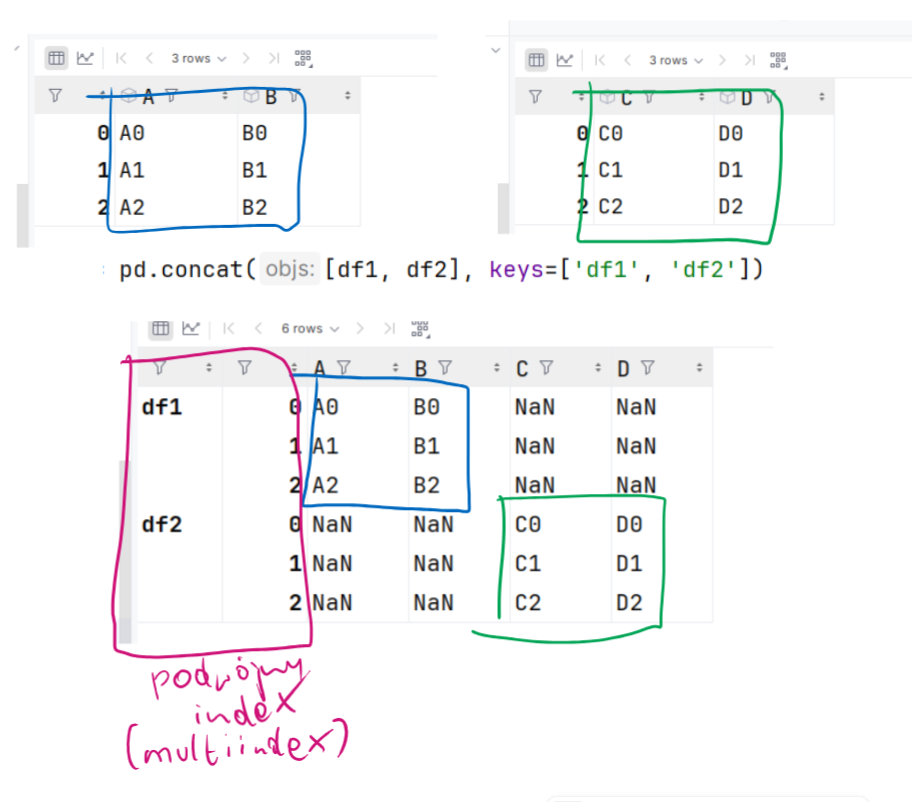 3 rows
A B
0 A0 B0
1 A1 B1
2 A2 B2
3 rows
C D
0 C0 D0
1 C1 D1
2 C2 D2
pd.concat( objs: [df1, df2], keys=['df1', 'df2'])
6 rows
A B C D
df1 0 A0 B0 NaN NaN
1 A1 B1 NaN NaN
2 A2 B2 NaN NaN
df2 0 NaN NaN C0 D0
1 NaN NaN C1 D1
2 NaN NaN C2 D2
podwójny
index
(multiindex)